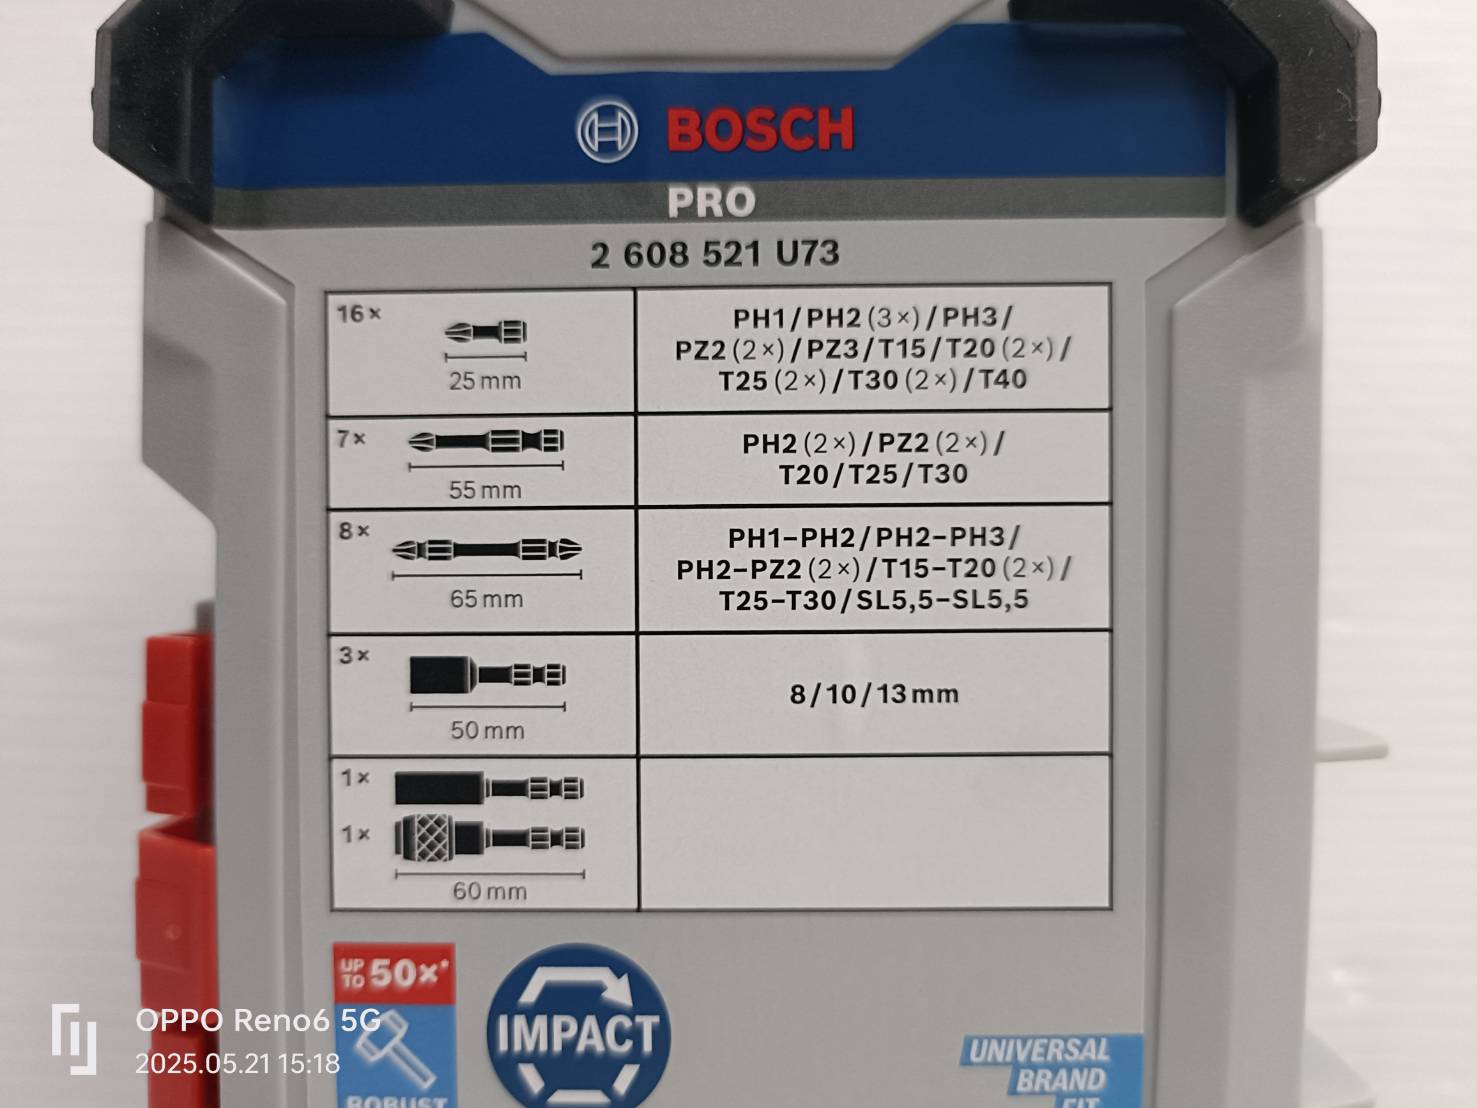 BOSCH
PRO
2 608 521 U73
16×
25 mm
PH1/PH2 (3×)/PH3/
PZ2 (2×)/PZ3/T15/T20 (2×)/
T25 (2×)/T30 (2×)/T40
7×
55 mm
PH2 (2×)/PZ2 (2×)/
T20/T25/T30
8×
65 mm
PH1–PH2/PH2–PH3/
PH2–PZ2 (2×)/T15–T20 (2×)/
T25–T30/SL5,5–SL5,5
3×
50 mm
8/10/13 mm
1×
1×
60 mm
UP TO 50×*
ROBUST
IMPACT
UNIVERSAL
BRAND
FIT
OPPO Reno6 5G
2025.05.21 15:18